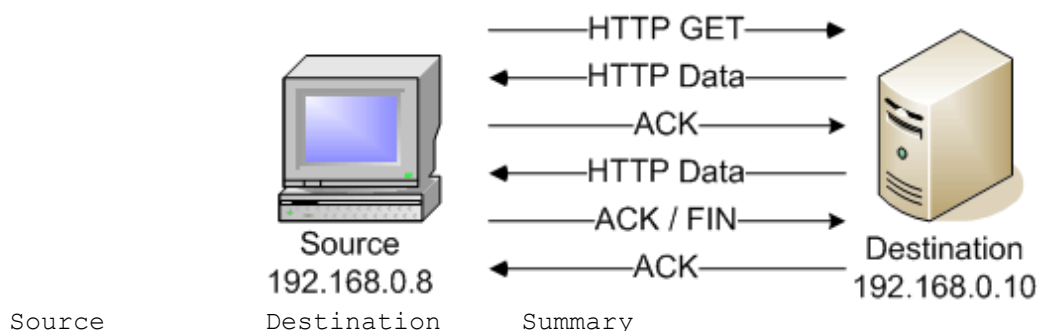 HTTP GET
HTTP Data
ACK
HTTP Data
ACK / FIN
ACK
Source
192.168.0.8
Destination
192.168.0.10
Source Destination Summary